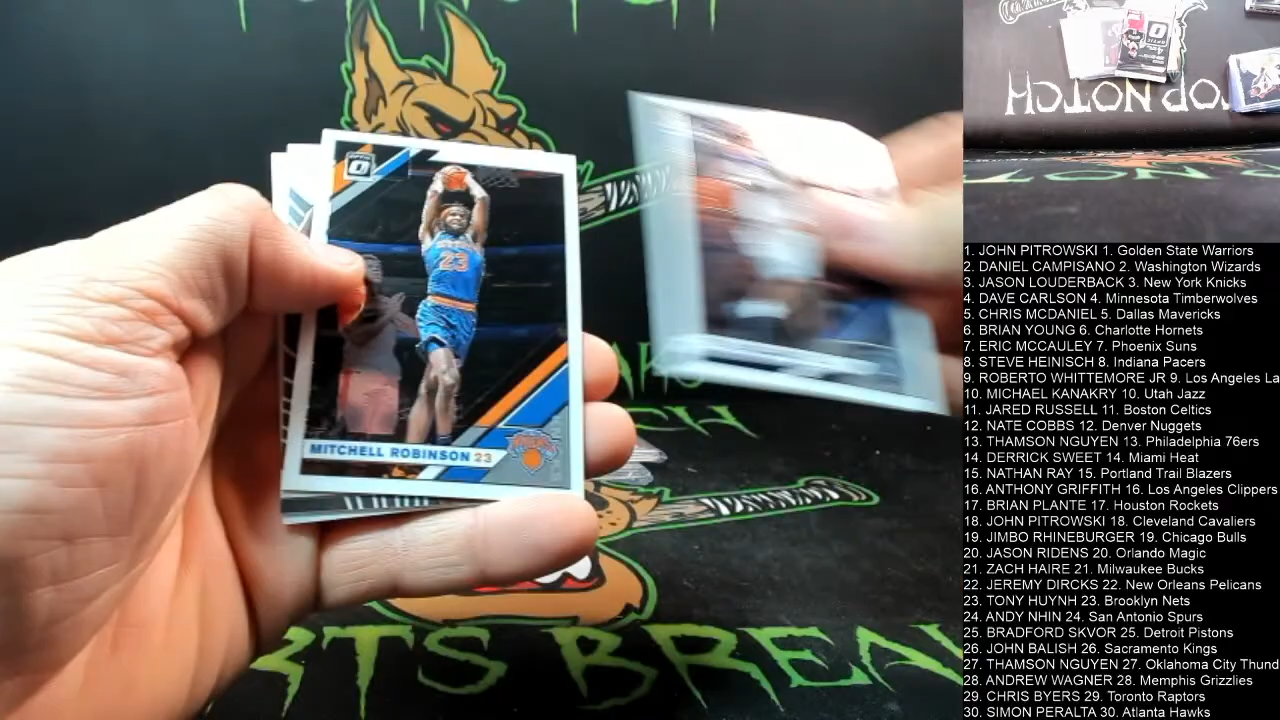 TOP NOTCH
OPTIC
23
MITCHELL ROBINSON 23
KNICKS
SPORTS BREAK
1. JOHN PITROWSKI 1. Golden State Warriors
2. DANIEL CAMPISANO 2. Washington Wizards
3. JASON LOUDERBACK 3. New York Knicks
4. DAVE CARLSON 4. Minnesota Timberwolves
5. CHRIS MCDANIEL 5. Dallas Mavericks
6. BRIAN YOUNG 6. Charlotte Hornets
7. ERIC MCCAULEY 7. Phoenix Suns
8. STEVE HEINISCH 8. Indiana Pacers
9. ROBERTO WHITTEMORE JR 9. Los Angeles La
10. MICHAEL KANAKRY 10. Utah Jazz
11. JARED RUSSELL 11. Boston Celtics
12. NATE COBBS 12. Denver Nuggets
13. THAMSON NGUYEN 13. Philadelphia 76ers
14. DERRICK SWEET 14. Miami Heat
15. NATHAN RAY 15. Portland Trail Blazers
16. ANTHONY GRIFFITH 16. Los Angeles Clippers
17. BRIAN PLANTE 17. Houston Rockets
18. JOHN PITROWSKI 18. Cleveland Cavaliers
19. JIMBO RHINEBURGER 19. Chicago Bulls
20. JASON RIDENS 20. Orlando Magic
21. ZACH HAIRE 21. Milwaukee Bucks
22. JEREMY DIRCKS 22. New Orleans Pelicans
23. TONY HUYNH 23. Brooklyn Nets
24. ANDY NHIN 24. San Antonio Spurs
25. BRADFORD SKVOR 25. Detroit Pistons
26. JOHN BALISH 26. Sacramento Kings
27. THAMSON NGUYEN 27. Oklahoma City Thund
28. ANDREW WAGNER 28. Memphis Grizzlies
29. CHRIS BYERS 29. Toronto Raptors
30. SIMON PERALTA 30. Atlanta Hawks